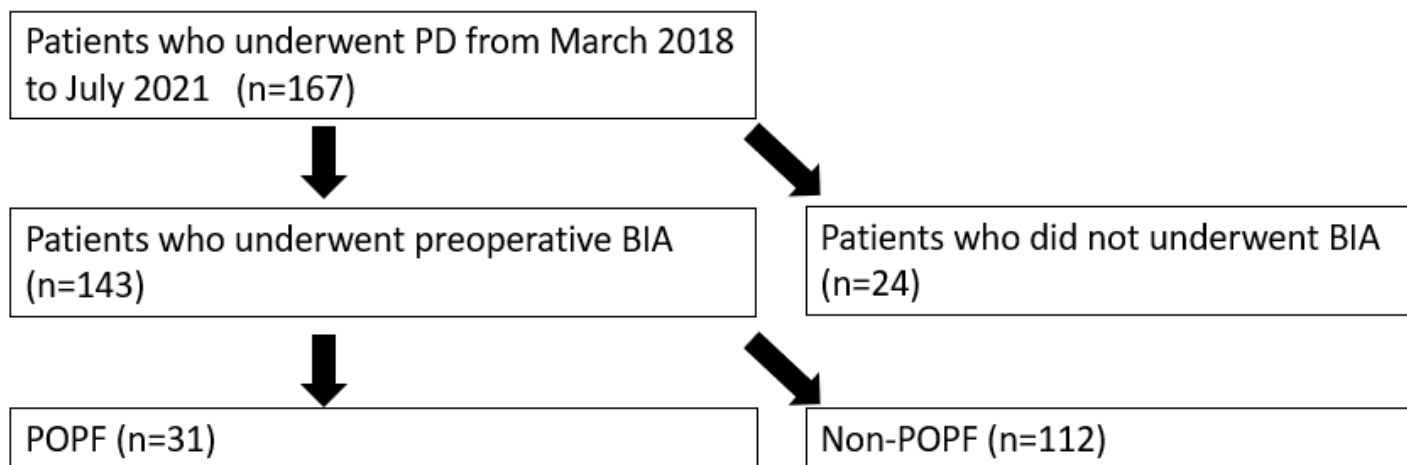 Patients who underwent PD from March 2018
to July 2021 (n=167)
Patients who underwent preoperative BIA
(n=143)
Patients who did not underwent BIA
(n=24)
POPF (n=31)
Non-POPF (n=112)